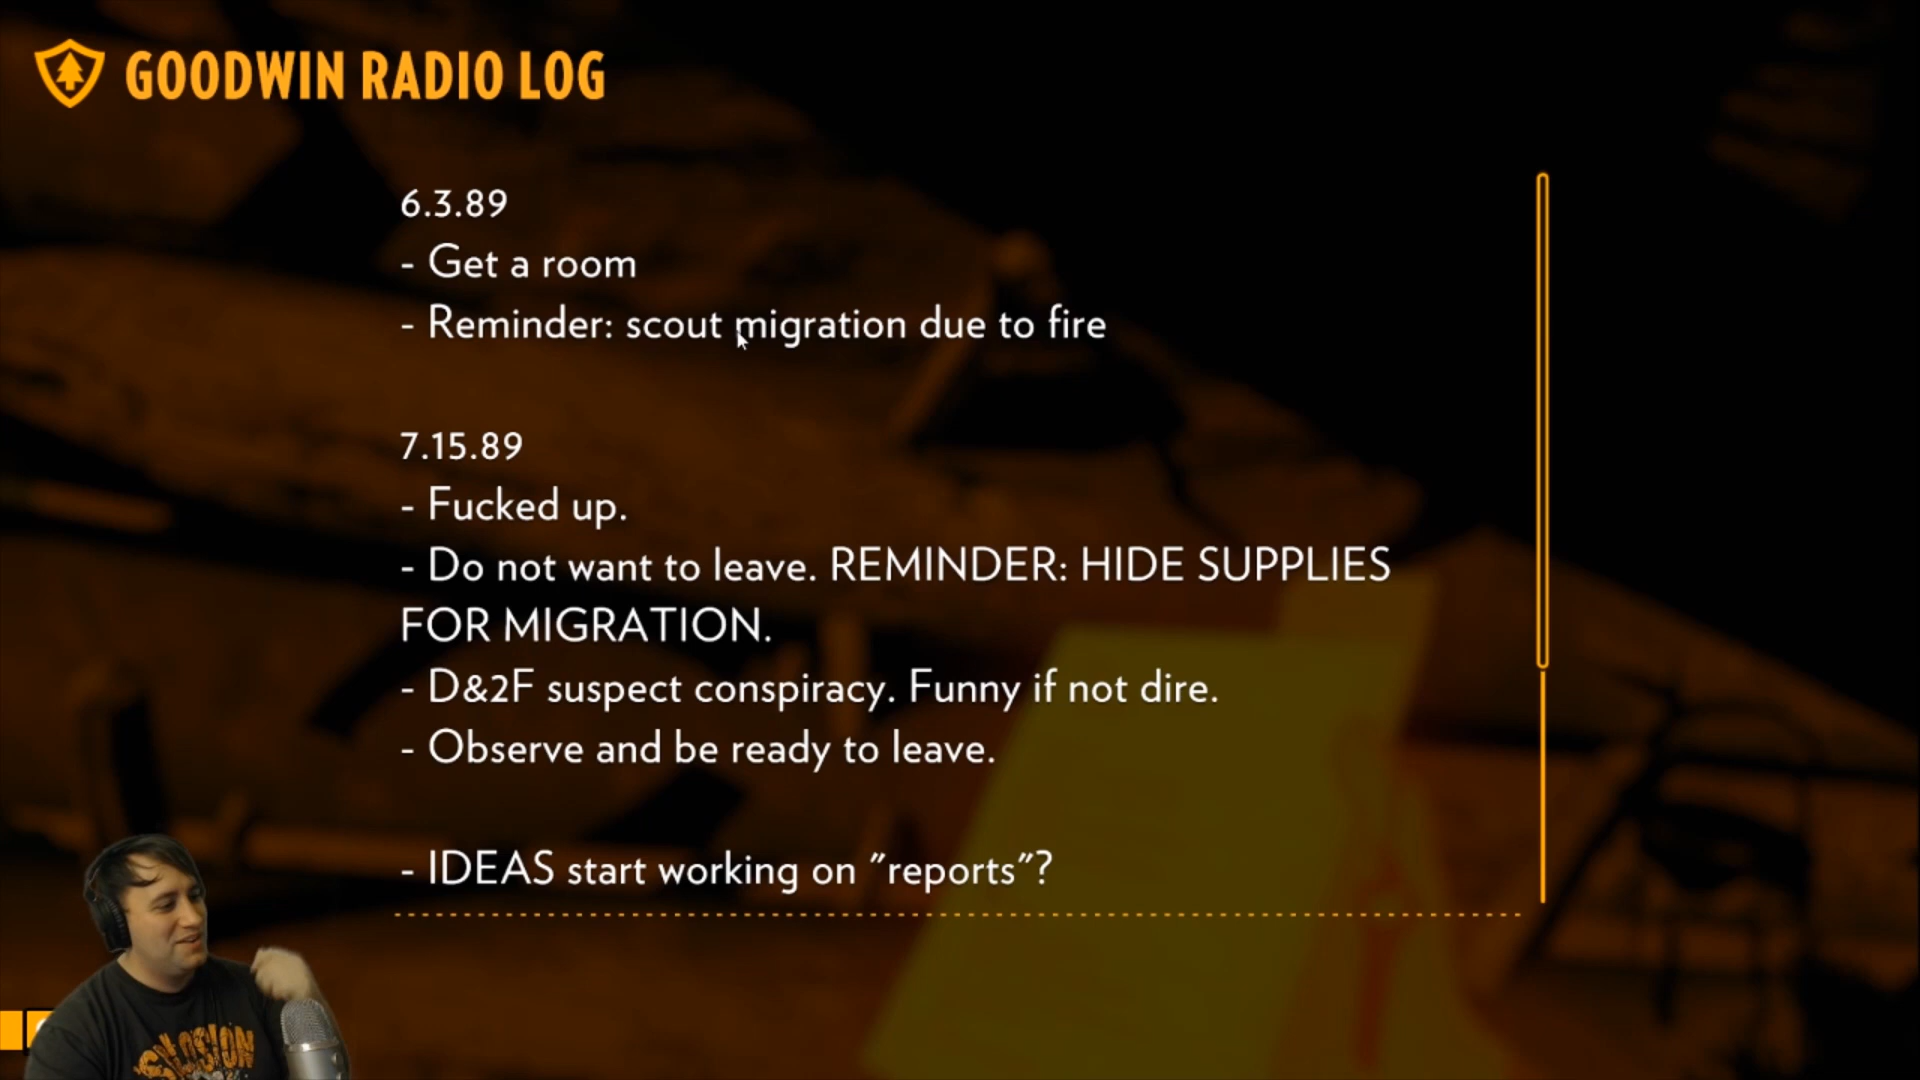 GOODWIN RADIO LOG
6.3.89
- Get a room
- Reminder: scout migration due to fire
7.15.89
- Fucked up.
- Do not want to leave. REMINDER: HIDE SUPPLIES
FOR MIGRATION.
- D&2F suspect conspiracy. Funny if not dire.
- Observe and be ready to leave.
- IDEAS start working on "reports"?
SPLOSION